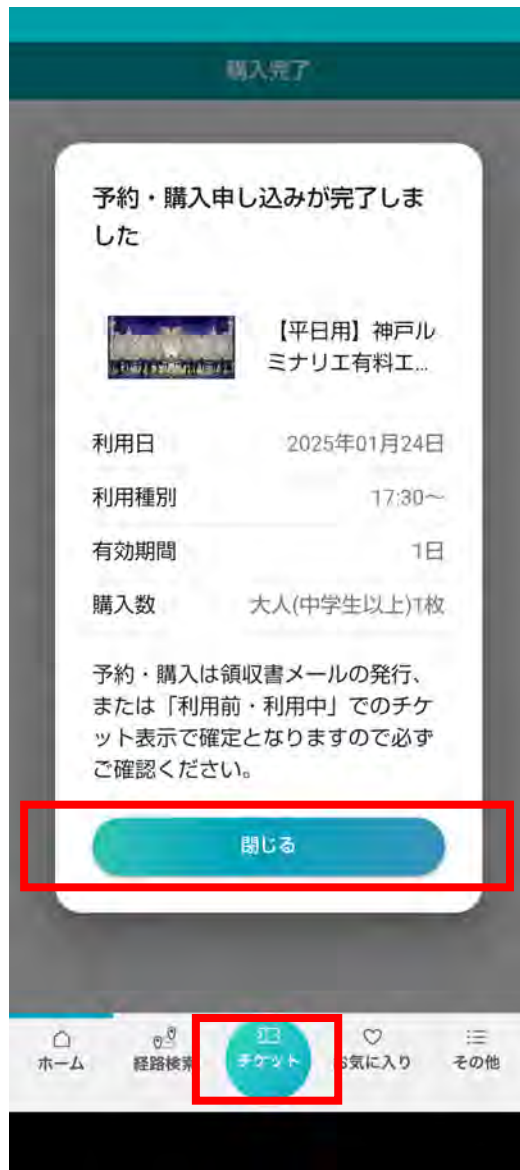 購入完了
予約・購入申し込みが完了しま
した
【平日用】神戸ル
ミナリエ有料エ...
利用日 2025年01月24日
利用種別 17:30～
有効期間 1日
購入数 大人(中学生以上)1枚
予約・購入は領収書メールの発行、
または「利用前・利用中」でのチケ
ット表示で確定となりますので必ず
ご確認ください。
閉じる
ホーム 経路検索 チケット お気に入り その他